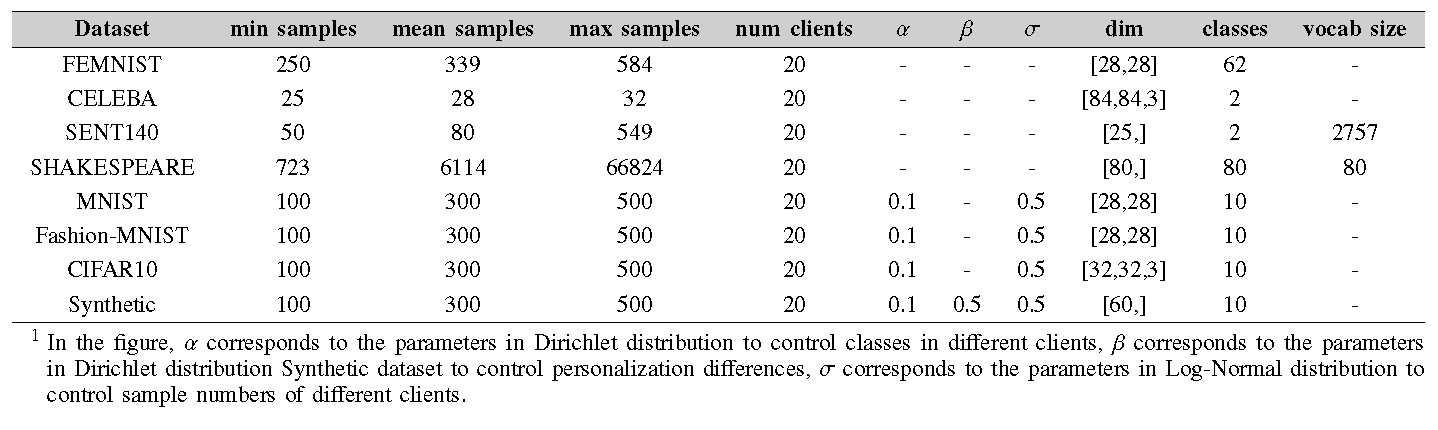 Dataset min samples mean samples max samples num clients α β σ dim classes vocab size
FEMNIST 250 339 584 20 - - - [28,28] 62 -
CELEBA 25 28 32 20 - - - [84,84,3] 2 -
SENT140 50 80 549 20 - - - [25,] 2 2757
SHAKESPEARE 723 6114 66824 20 - - - [80,] 80 80
MNIST 100 300 500 20 0.1 - 0.5 [28,28] 10 -
Fashion-MNIST 100 300 500 20 0.1 - 0.5 [28,28] 10 -
CIFAR10 100 300 500 20 0.1 - 0.5 [32,32,3] 10 -
Synthetic 100 300 500 20 0.1 0.5 0.5 [60,] 10 -
1 In the figure, α corresponds to the parameters in Dirichlet distribution to control classes in different clients, β corresponds to the parameters
in Dirichlet distribution Synthetic dataset to control personalization differences, σ corresponds to the parameters in Log-Normal distribution to
control sample numbers of different clients.